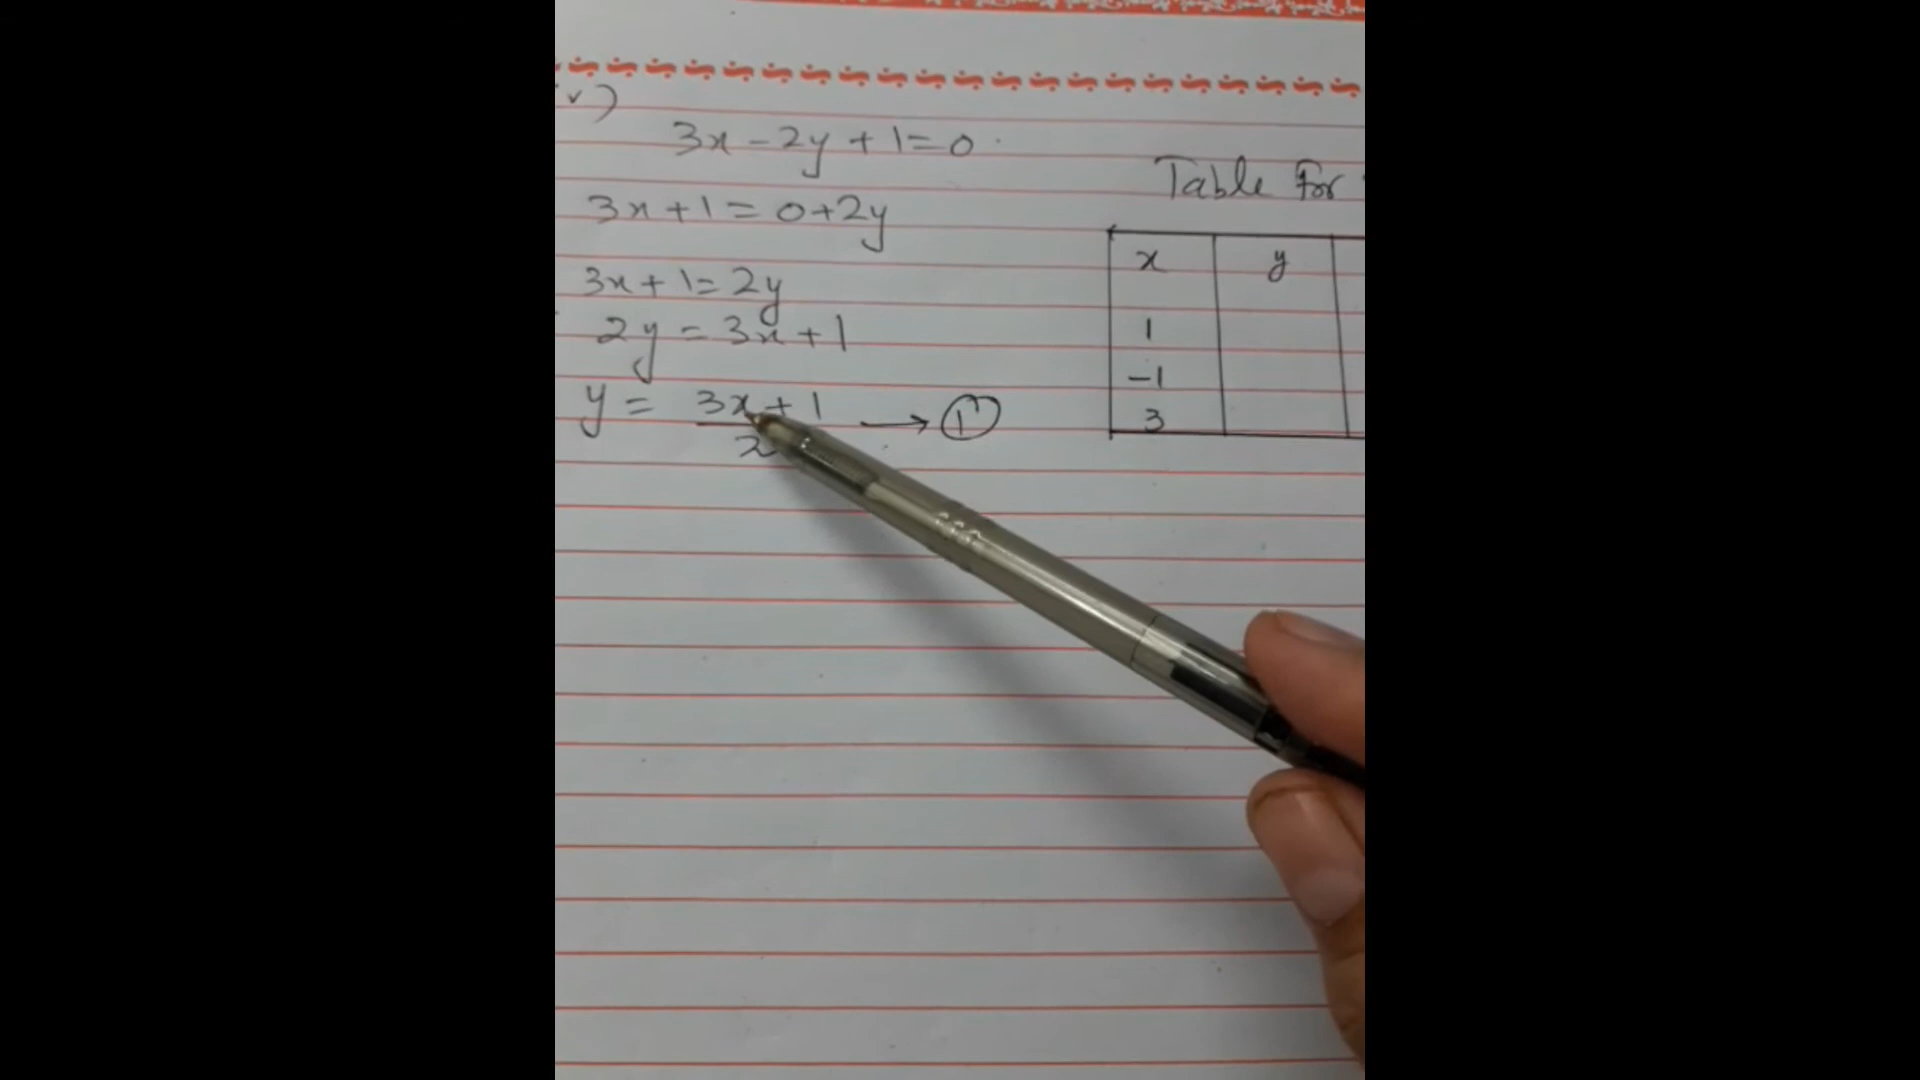 v)
3x - 2y + 1 = 0
3x + 1 = 0 + 2y
3x + 1 = 2y
2y = 3x + 1
y = 3x + 1 / 2 → 1
Table For
x y
1
-1
3